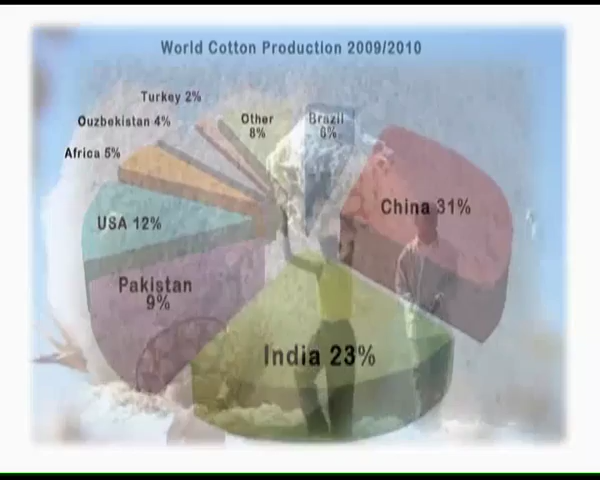 World Cotton Production 2009/2010
Turkey 2%
Ouzbekistan 4%
Other
8%
Brazil
6%
Africa 5%
China 31%
USA 12%
Pakistan
9%
India 23%